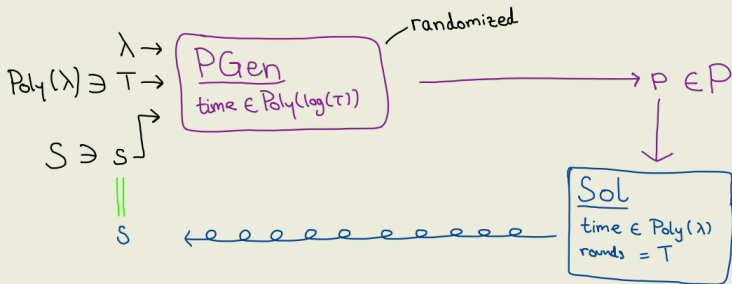 randomized
λ →
Poly(λ) ∋ T →
PGen
time ∈ Poly(log(T))
P ∈ P
S ∋ s
s
Sol
time ∈ Poly(λ)
rounds = T